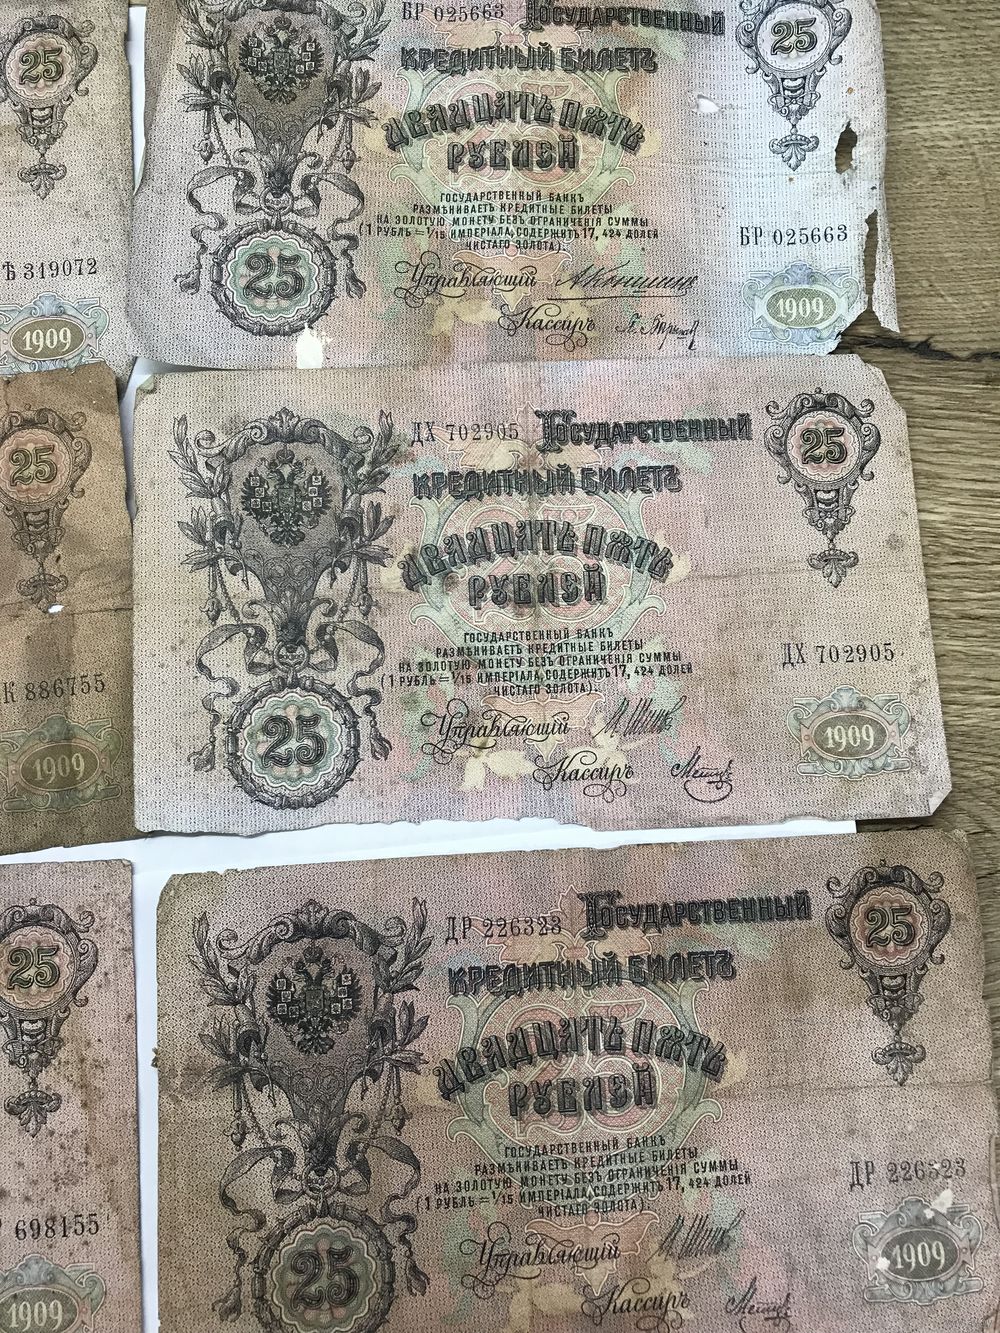 25
Ѣ 319072
1909
25
К 886755
1909
25
698155
1909
БР 025663 Государственный
25
Кредитный Билетъ
Двадцать Пять
Рублей
Государственный Банкъ
размѣниваетъ кредитные билеты
на золотую монету безъ ограниченія суммы
(1 рубль = 1/15 имперіала, содержитъ 17, 424 долей
чистаго золота).
БР 025663
25
Управляющій
Кассиръ
1909
ДХ 702905 Государственный
25
Кредитный Билетъ
Двадцать Пять
Рублей
Государственный Банкъ
размѣниваетъ кредитные билеты
на золотую монету безъ ограниченія суммы
(1 рубль = 1/15 имперіала, содержитъ 17, 424 долей
чистаго золота).
ДХ 702905
25
Управляющій
Кассиръ
1909
ДР 226323 Государственный
25
Кредитный Билетъ
Двадцать Пять
Рублей
Государственный Банкъ
размѣниваетъ кредитные билеты
на золотую монету безъ ограниченія суммы
(1 рубль = 1/15 имперіала, содержитъ 17, 424 долей
чистаго золота).
ДР 226323
25
Управляющій
Кассиръ
1909